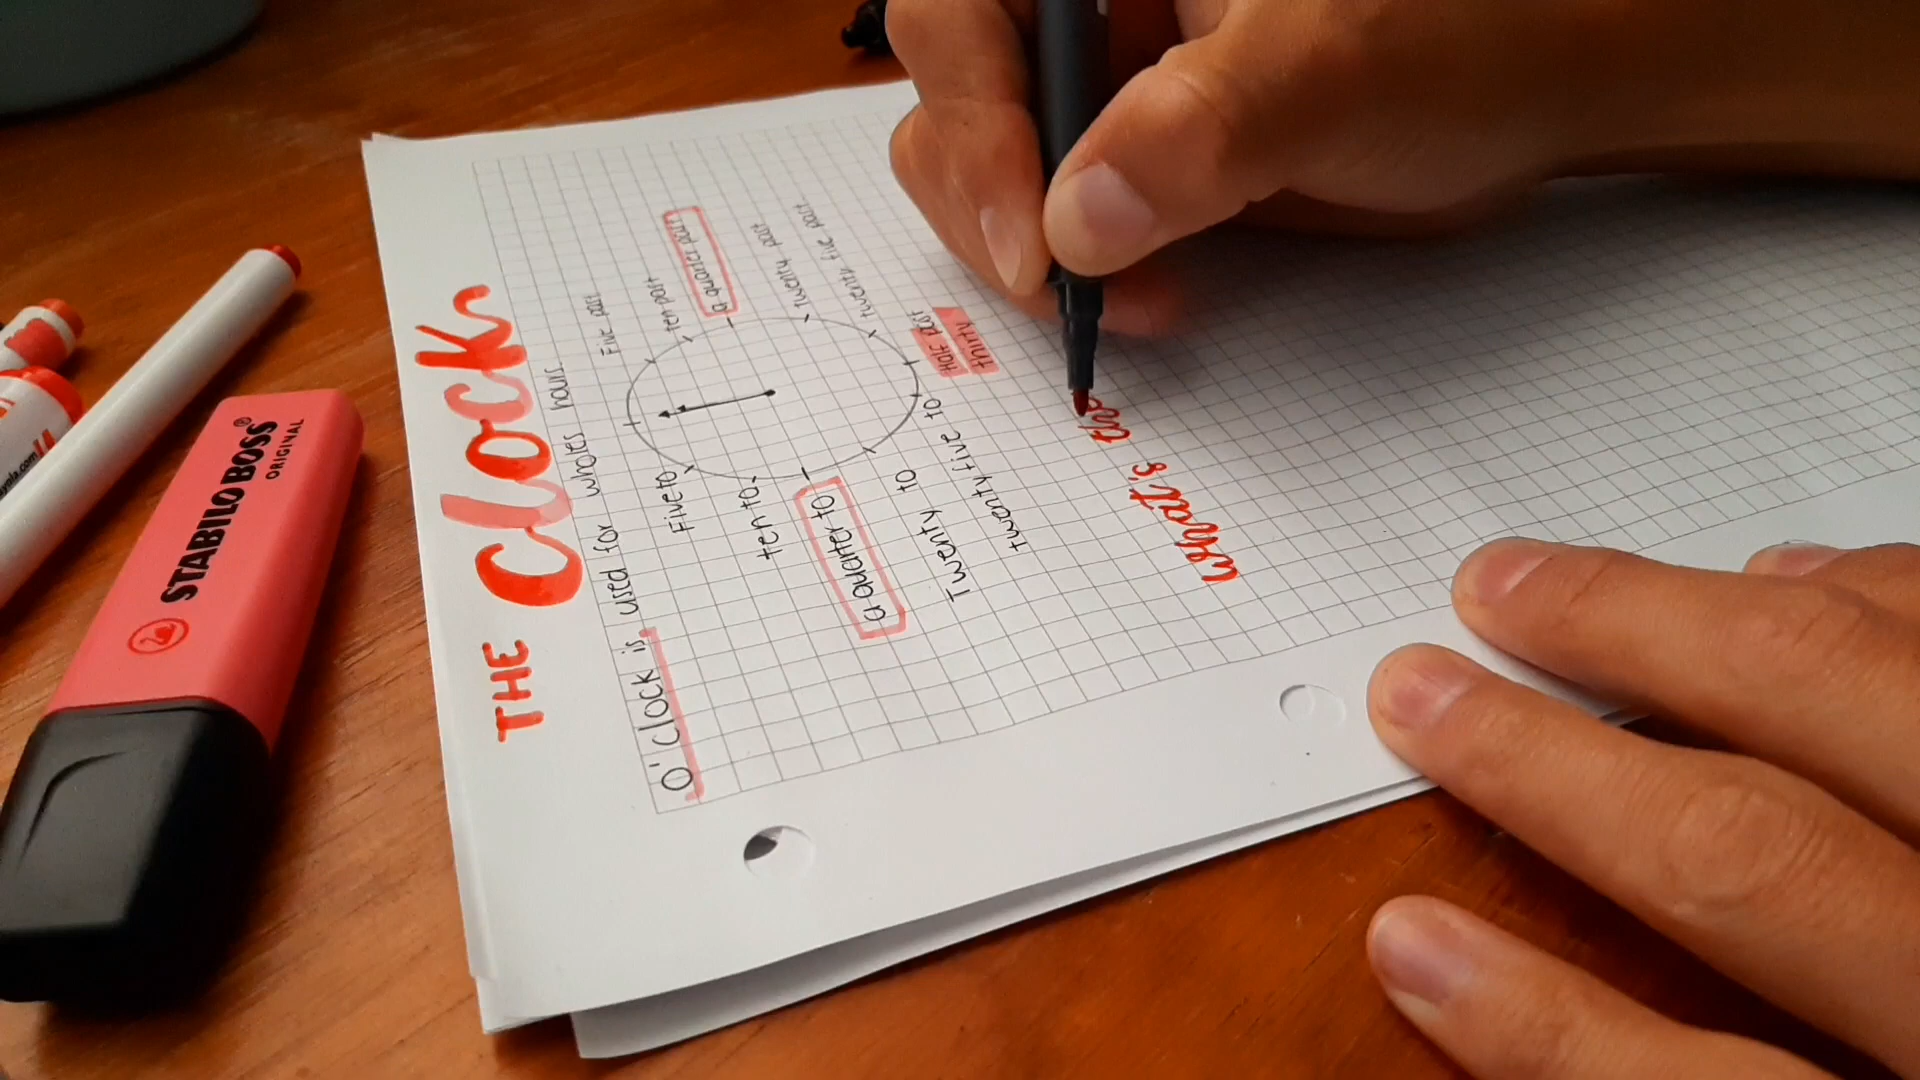 THE Clock
O'clock is used for wholes hours.
Five past
ten past
a quarter past
twenty past
twenty five past
Half past
thirty
Five to
ten to
a quarter to
Twenty to
twenty five to
What's the
STABILO BOSS®
ORIGINAL
ayola.com